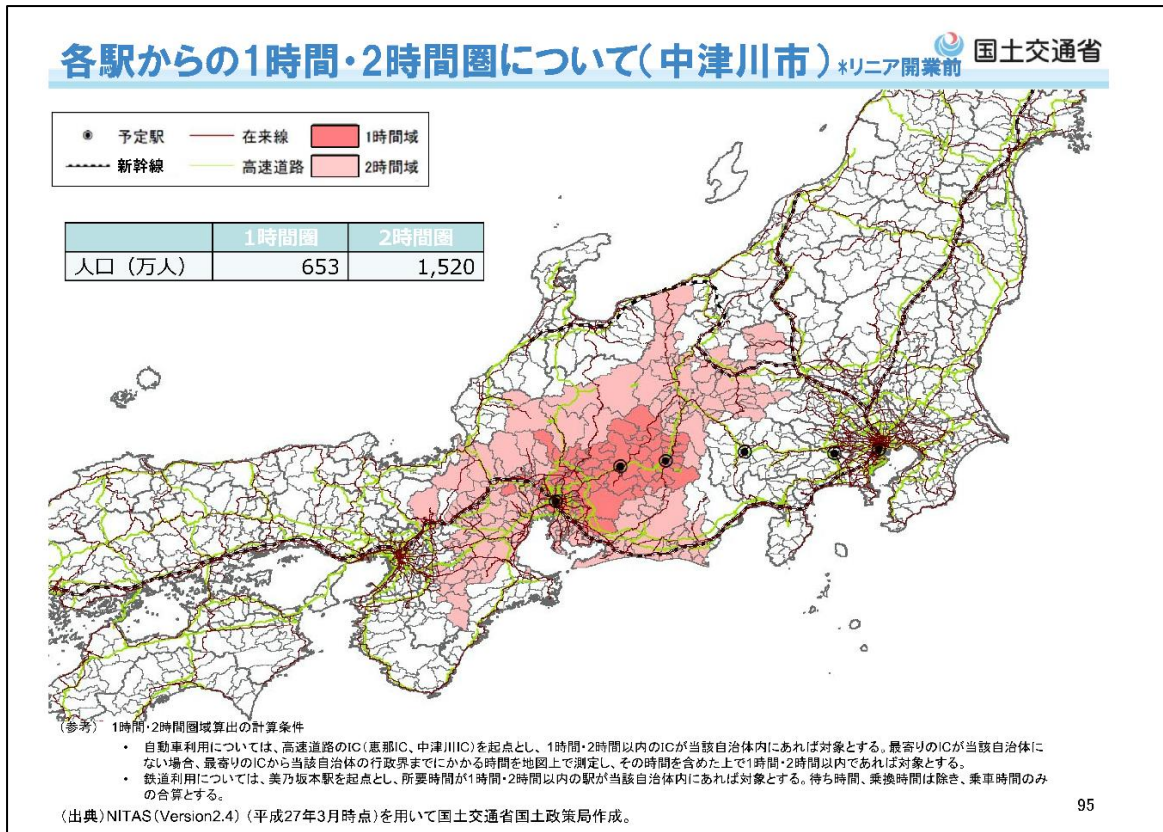 各駅からの1時間・2時間圏について(中津川市)*リニア開業前
国土交通省
予定駅 在来線 1時間域
新幹線 高速道路 2時間域
1時間圏 2時間圏
人口(万人) 653 1,520
(参考) 1時間・2時間圏域算出の計算条件
• 自動車利用については、高速道路のIC(恵那IC、中津川IC)を起点とし、1時間・2時間以内のICが当該自治体内にあれば対象とする。最寄りのICが当該自治体に
ない場合、最寄りのICから当該自治体の行政界までにかかる時間を地図上で測定し、その時間を含めた上で1時間・2時間以内であれば対象とする。
• 鉄道利用については、美乃坂本駅を起点とし、所要時間が1時間・2時間以内の駅が当該自治体内にあれば対象とする。待ち時間、乗換時間は除き、乗車時間のみ
の合算とする。
(出典)NITAS(Version2.4)(平成27年3月時点)を用いて国土交通省国土政策局作成。
95